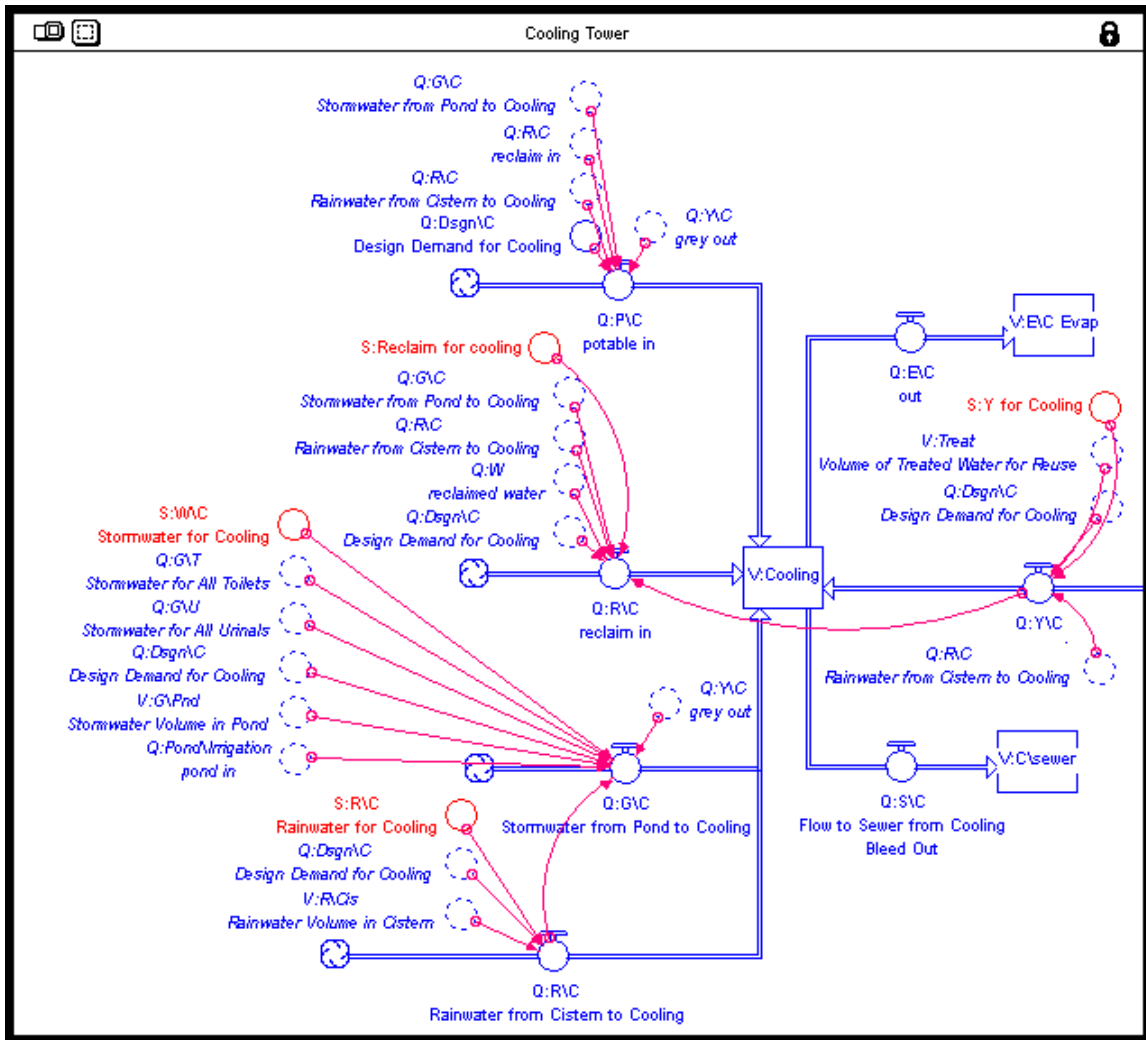 Cooling Tower
Q:G\C
Stormwater from Pond to Cooling
Q:R\C
reclaim in
Q:R\C
Rainwater from Cistern to Cooling
Q:Dsgn\C
Design Demand for Cooling
Q:Y\C
grey out
Q:P\C
potable in
S:Reclaim for cooling
Q:G\C
Stormwater from Pond to Cooling
Q:R\C
Rainwater from Cistern to Cooling
Q:W
reclaimed water
Q:Dsgn\C
Design Demand for Cooling
Q:R\C
reclaim in
V:Cooling
V:E\C Evap
Q:E\C
out
S:Y for Cooling
V:Treat
Volume of Treated Water for Reuse
Q:Dsgn\C
Design Demand for Cooling
Q:Y\C
Q:R\C
Rainwater from Cistern to Cooling
S:W\C
Stormwater for Cooling
Q:G\T
Stormwater for All Toilets
Q:G\U
Stormwater for All Urinals
Q:Dsgn\C
Design Demand for Cooling
V:G\Pnd
Stormwater Volume in Pond
Q:Pond\Irrigation
pond in
Q:Y\C
grey out
Q:G\C
Stormwater from Pond to Cooling
V:C\sewer
Q:S\C
Flow to Sewer from Cooling
Bleed Out
S:R\C
Rainwater for Cooling
Q:Dsgn\C
Design Demand for Cooling
V:R\Cis
Rainwater Volume in Cistern
Q:R\C
Rainwater from Cistern to Cooling